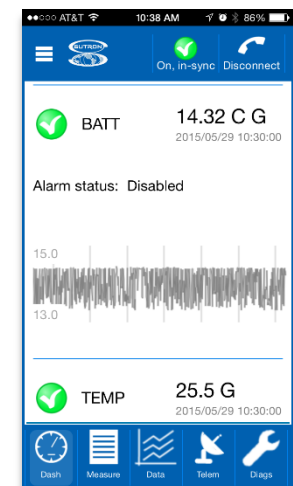 ●●○○○ AT&T 10:38 AM 86%
SUTRON
On, in-sync Disconnect
BATT 14.32 C G
2015/05/29 10:30:00
Alarm status: Disabled
15.0
13.0
TEMP 25.5 G
2015/05/29 10:30:00
Dash Measure Data Telem Diags